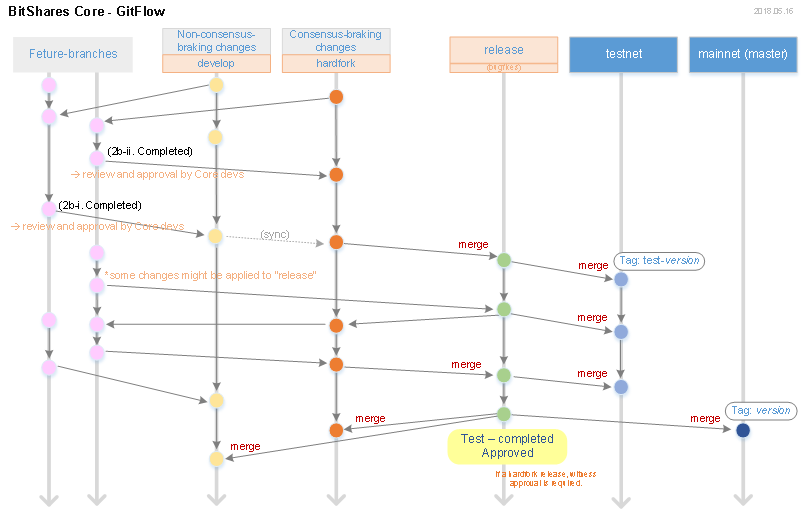 BitShares Core - GitFlow
2018.05.16
Feture-branches
Non-consensus-
braking changes
develop
Consensus-braking
changes
hardfork
release
(bugfixes)
testnet
mainnet (master)
(2b-ii. Completed)
→ review and approval by Core devs
(2b-i. Completed)
→ review and approval by Core devs
(sync)
merge
Tag: test-version
merge
*some changes might be applied to "release"
merge
merge
merge
Tag: version
merge
merge
merge
Test – completed
Approved
If a hardfork release, witness
approual is required.